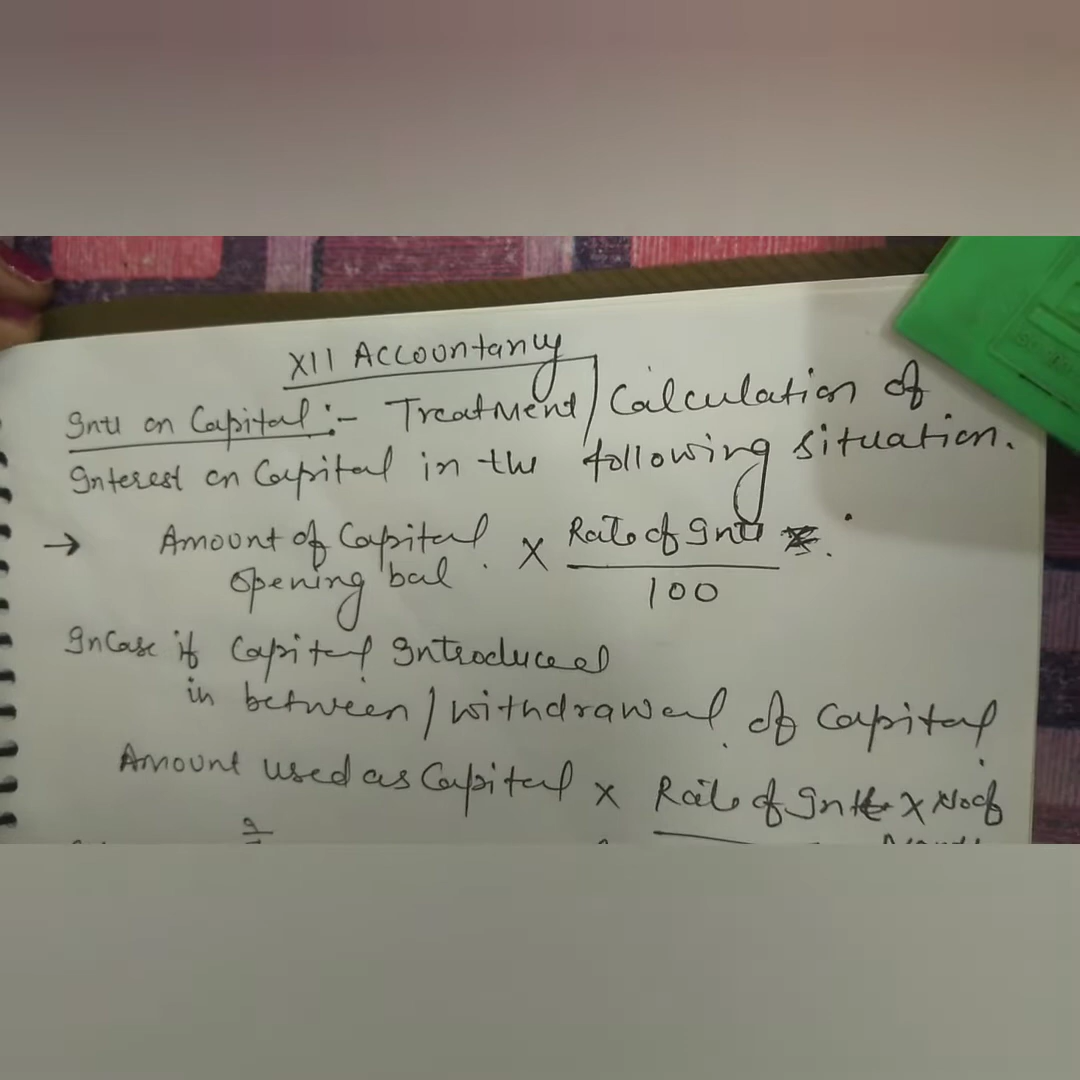 XII Accountancy
Intt on Capital :- Treatment / Calculation of
Interest on Capital in the following situation.
→ Amount of Capital × Rate of Intt
opening bal 100
InCase if Capital Introduced
in between / withdrawal of Capital
Amount used as Capital × Rate of Intt × No of